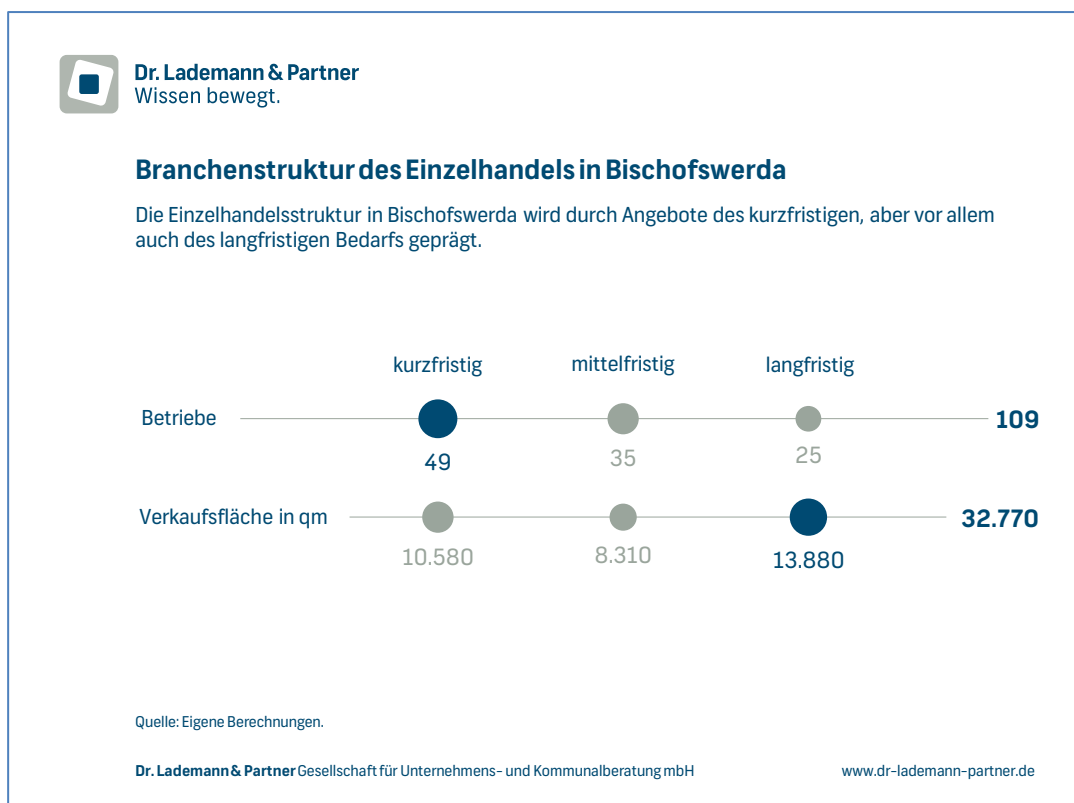 Dr. Lademann & Partner
Wissen bewegt.
Branchenstruktur des Einzelhandels in Bischofswerda
Die Einzelhandelsstruktur in Bischofswerda wird durch Angebote des kurzfristigen, aber vor allem
auch des langfristigen Bedarfs geprägt.
kurzfristig mittelfristig langfristig
Betriebe 109
49 35 25
Verkaufsfläche in qm 32.770
10.580 8.310 13.880
Quelle: Eigene Berechnungen.
Dr. Lademann & Partner Gesellschaft für Unternehmens- und Kommunalberatung mbH www.dr-lademann-partner.de